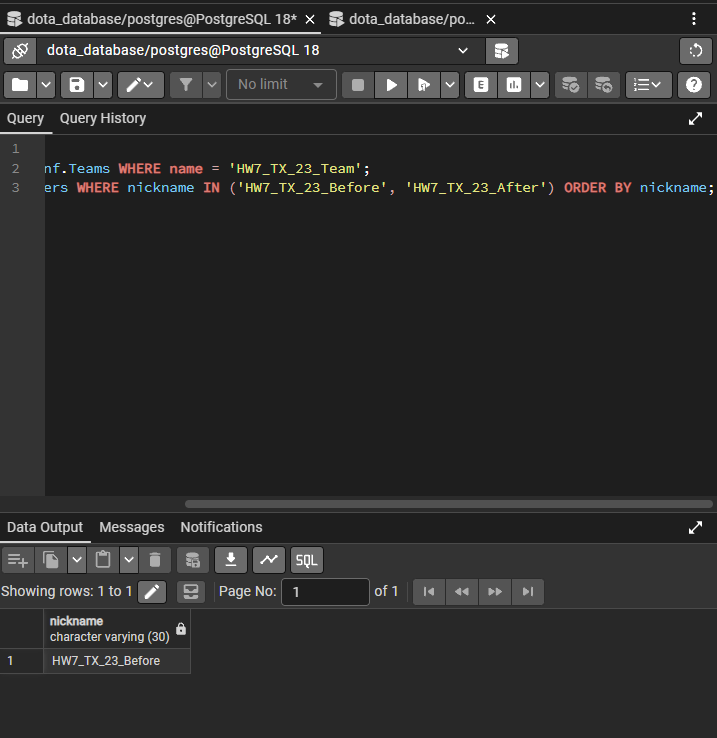 dota_database/postgres@PostgreSQL 18*
dota_database/po...
dota_database/postgres@PostgreSQL 18
No limit
E
Query
Query History
1
2 nf.Teams WHERE name = 'HW7_TX_23_Team';
3 ers WHERE nickname IN ('HW7_TX_23_Before', 'HW7_TX_23_After') ORDER BY nickname;
Data Output
Messages
Notifications
SQL
Showing rows: 1 to 1
Page No:
1
of 1
nickname
character varying (30)
1 HW7_TX_23_Before